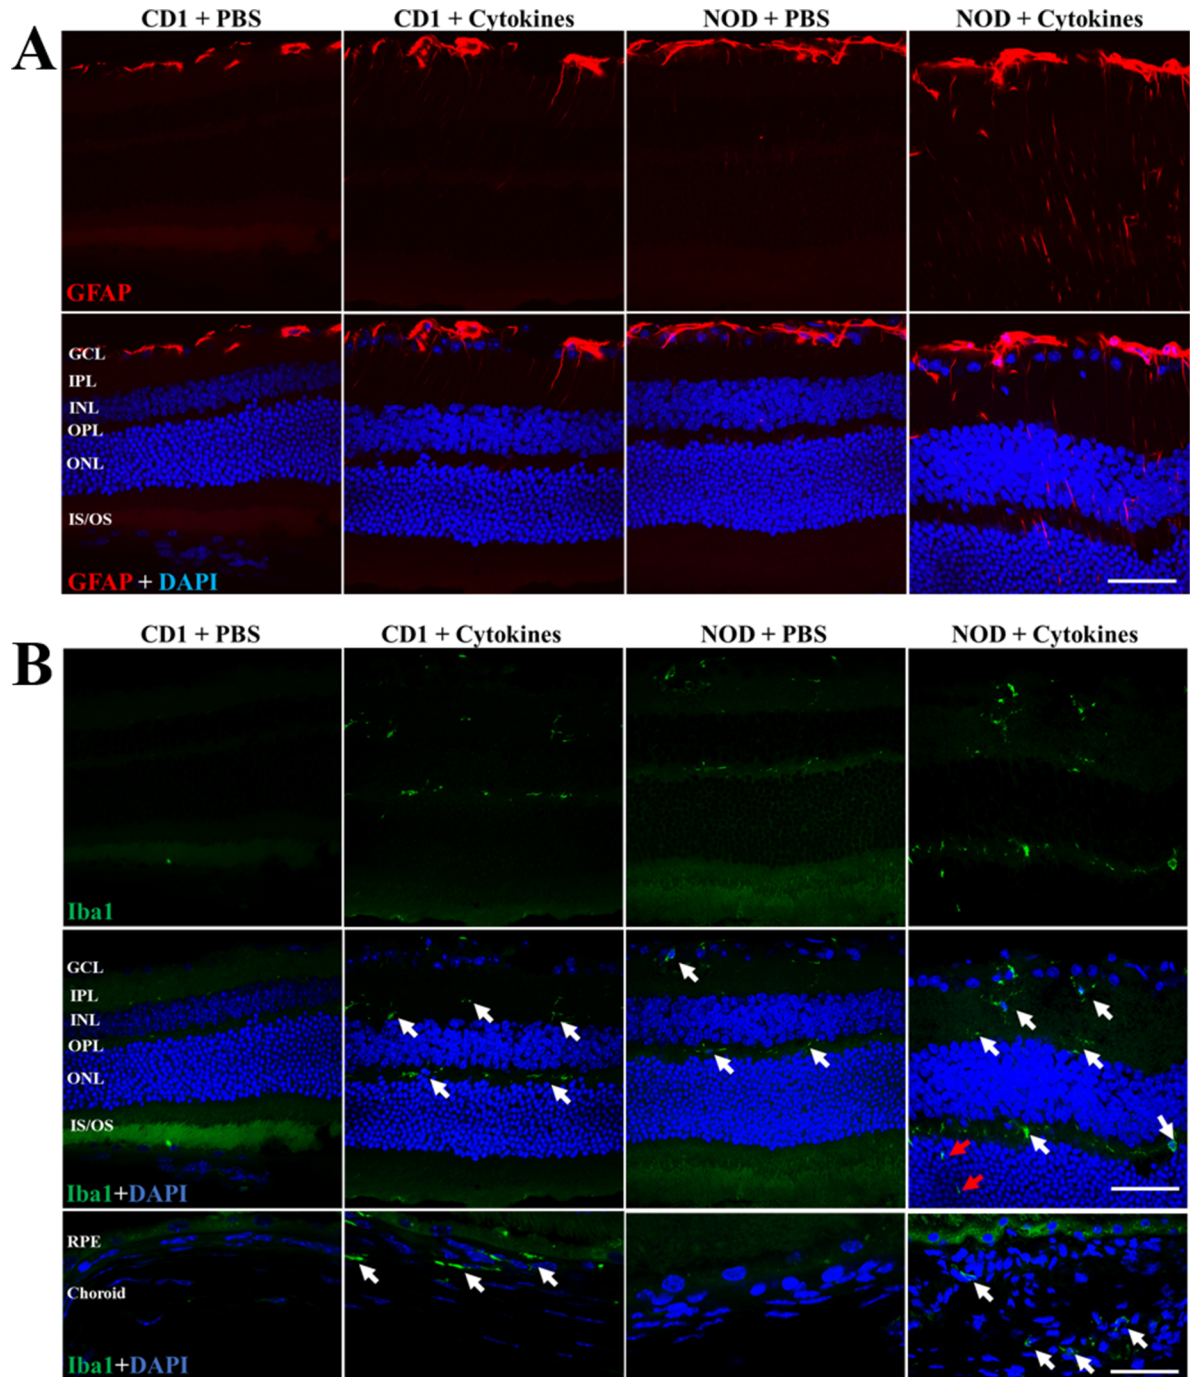 A
CD1 + PBS
CD1 + Cytokines
NOD + PBS
NOD + Cytokines
GFAP
GCL
IPL
INL
OPL
ONL
IS/OS
GFAP + DAPI
B
CD1 + PBS
CD1 + Cytokines
NOD + PBS
NOD + Cytokines
Iba1
GCL
IPL
INL
OPL
ONL
IS/OS
Iba1+DAPI
RPE
Choroid
Iba1+DAPI